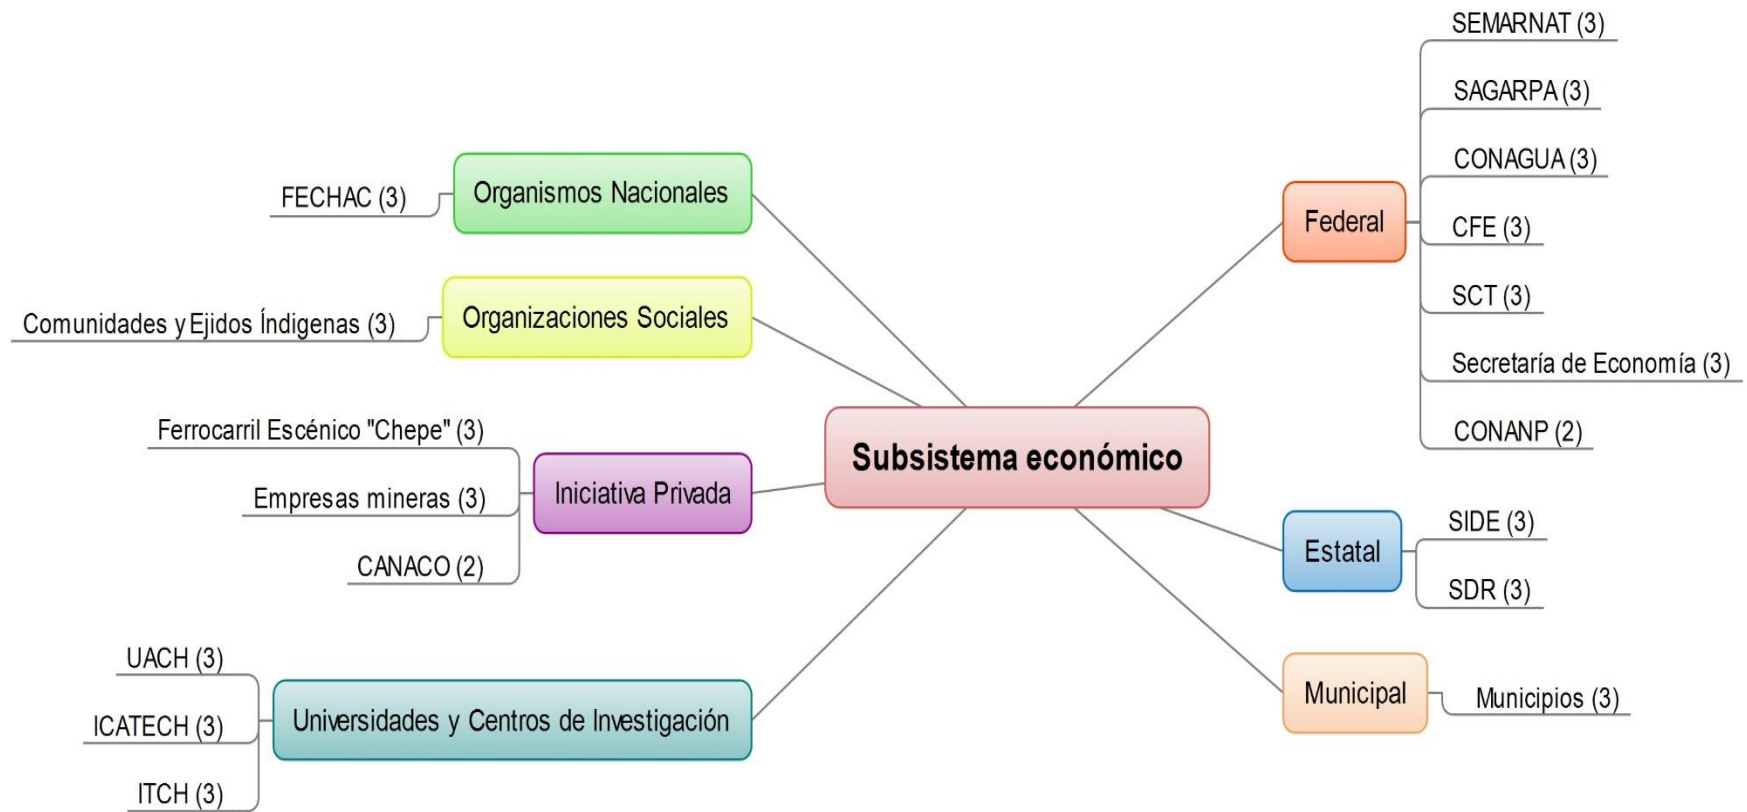 Subsistema económico
Organismos Nacionales
FECHAC (3)
Organizaciones Sociales
Comunidades y Ejidos Índigenas (3)
Iniciativa Privada
Ferrocarril Escénico "Chepe" (3)
Empresas mineras (3)
CANACO (2)
Universidades y Centros de Investigación
UACH (3)
ICATECH (3)
ITCH (3)
Federal
SEMARNAT (3)
SAGARPA (3)
CONAGUA (3)
CFE (3)
SCT (3)
Secretaría de Economía (3)
CONANP (2)
Estatal
SIDE (3)
SDR (3)
Municipal
Municipios (3)